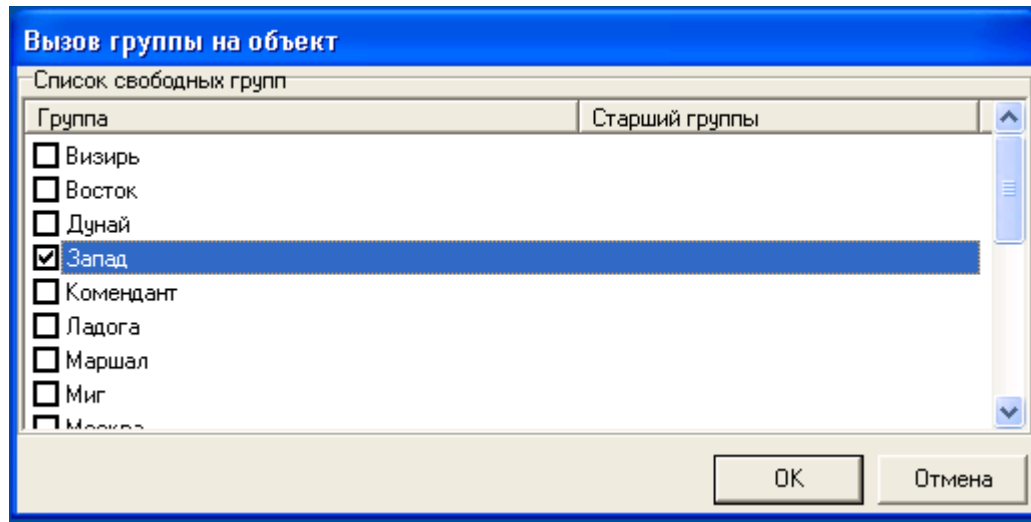 Вызов группы на объект
Список свободных групп
Группа Старший группы
Визирь
Восток
Дунай
Запад
Комендант
Ладога
Маршал
Миг
OK Отмена